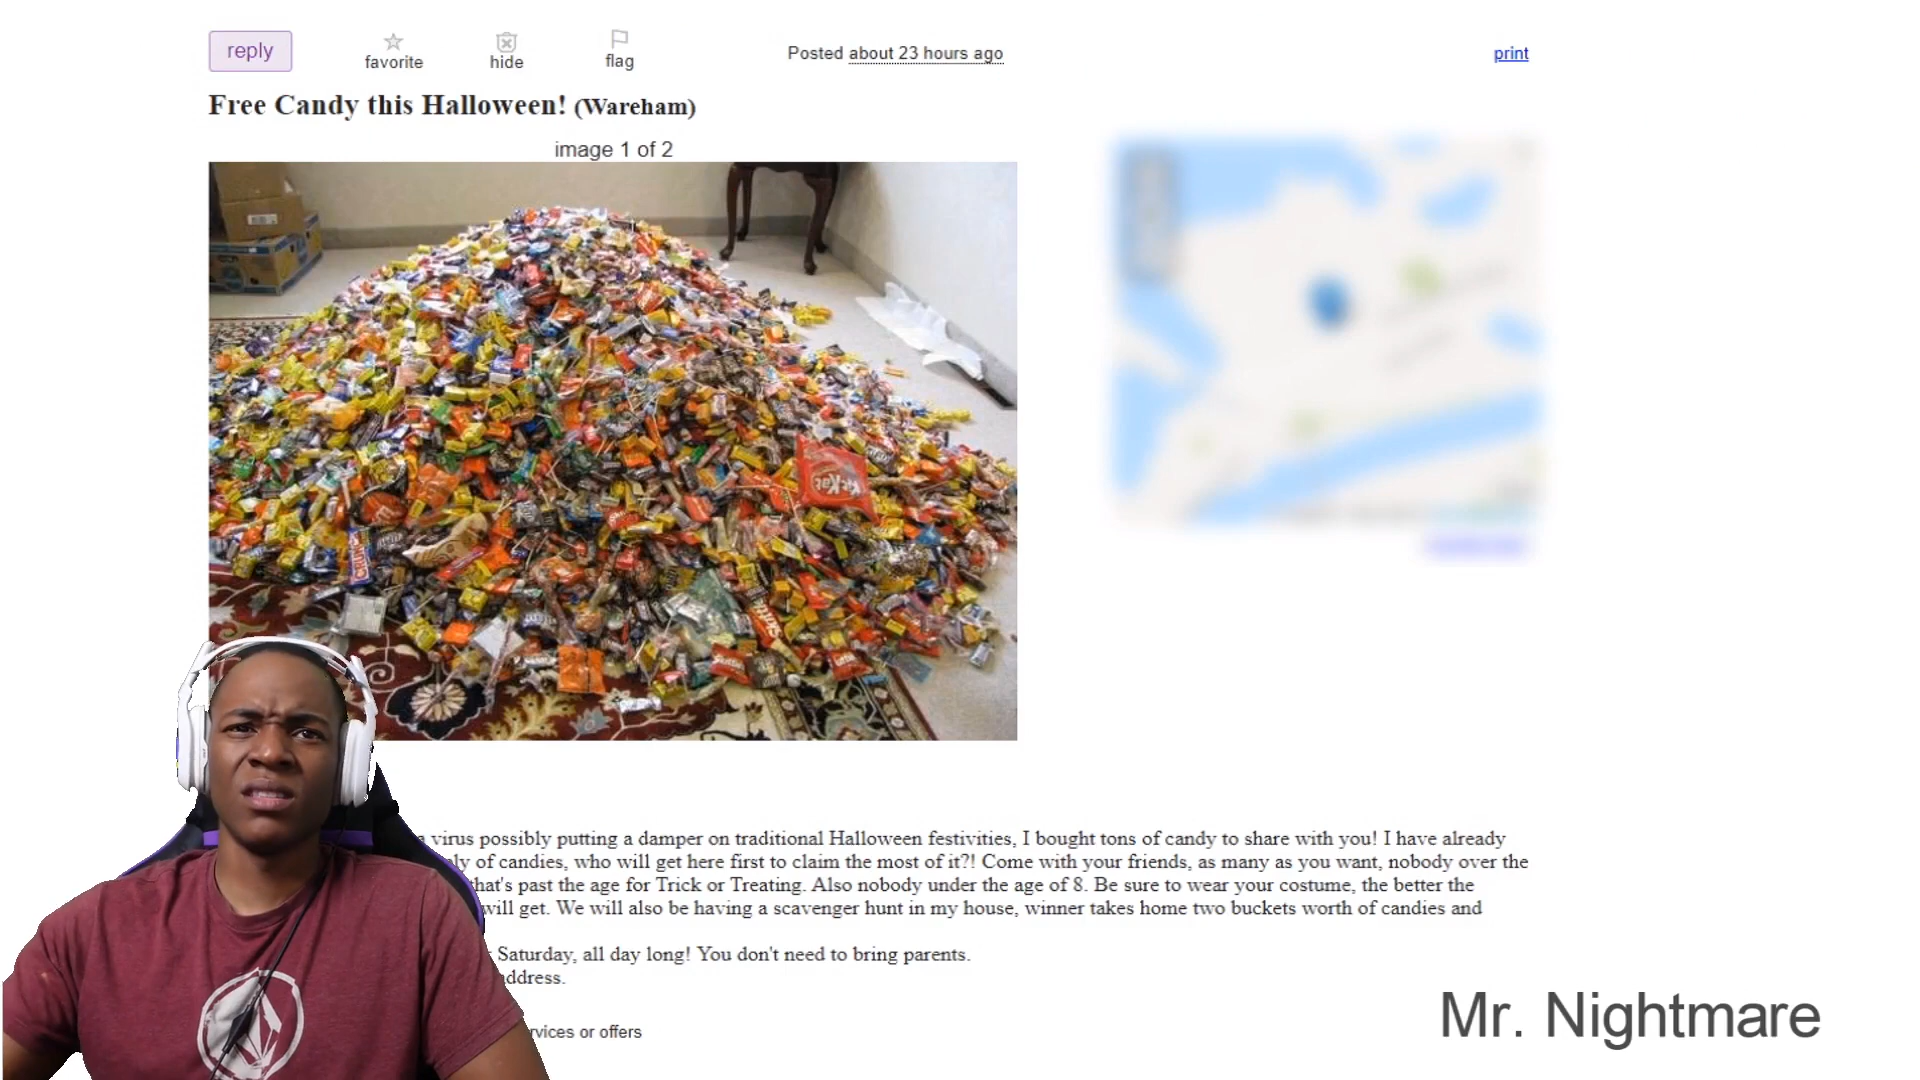 reply
favorite
hide
flag
Posted about 23 hours ago
print
Free Candy this Halloween! (Wareham)
image 1 of 2
Kit Kat
CRUNCH
virus possibly putting a damper on traditional Halloween festivities, I bought tons of candy to share with you! I have already
of candies, who will get here first to claim the most of it?! Come with your friends, as many as you want, nobody over the
that's past the age for Trick or Treating. Also nobody under the age of 8. Be sure to wear your costume, the better the
will get. We will also be having a scavenger hunt in my house, winner takes home two buckets worth of candies and
Saturday, all day long! You don't need to bring parents.
address.
or offers
Mr. Nightmare